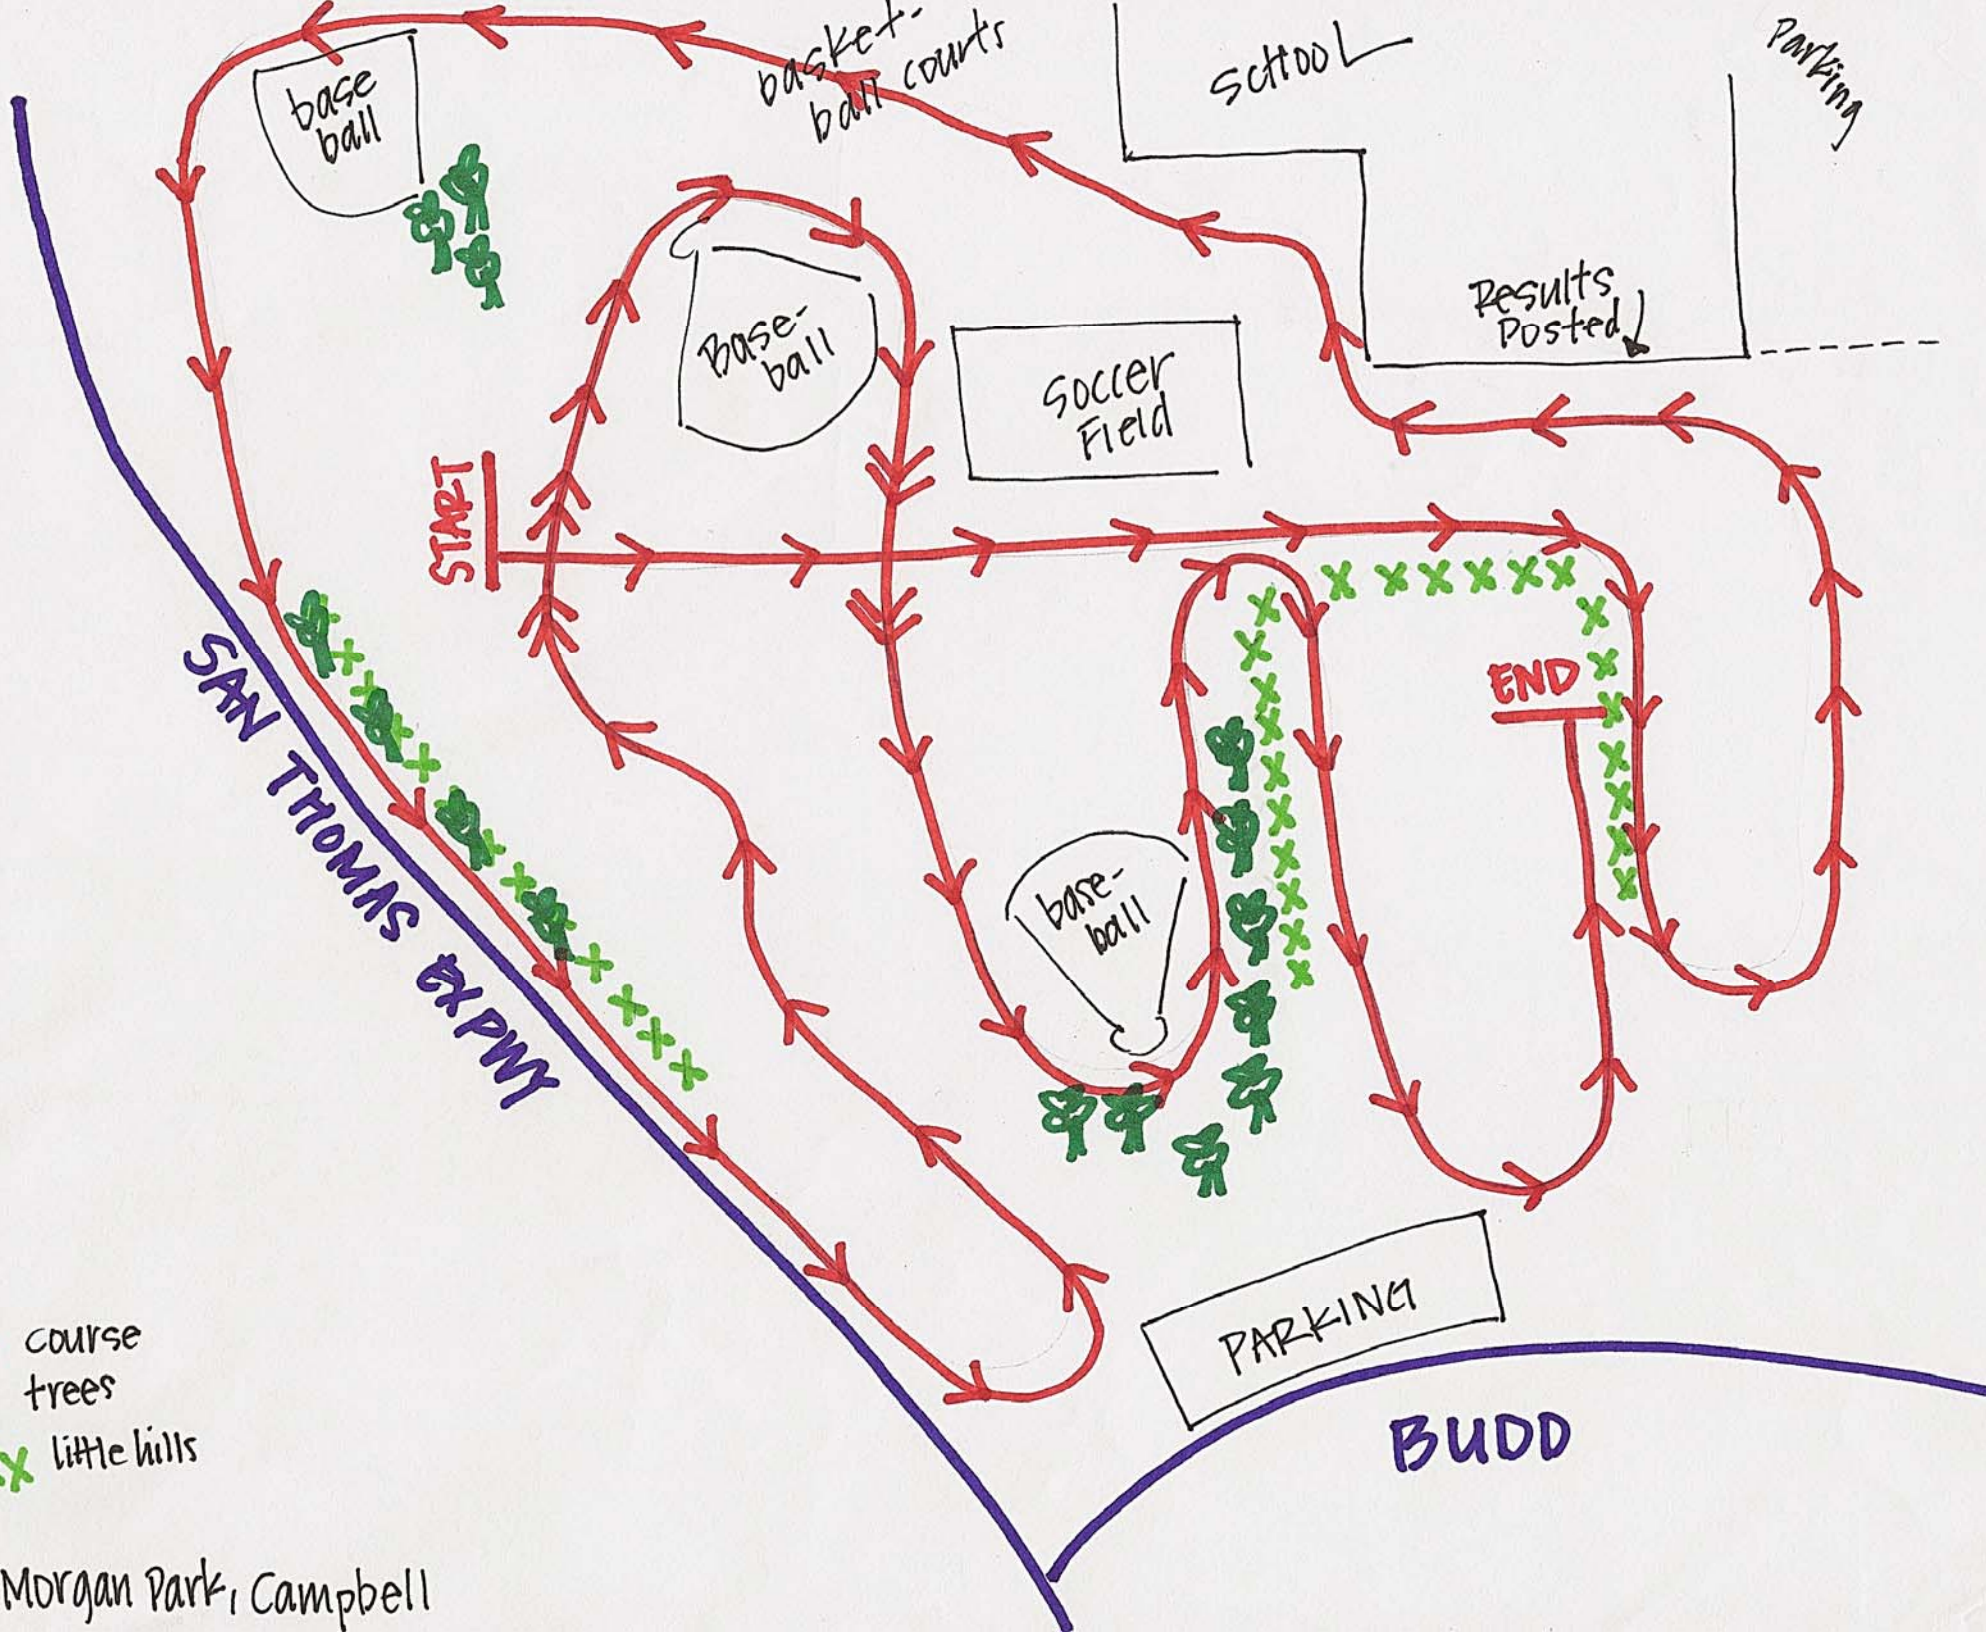 basket-
ball courts
SCHOOL
Parking
base
ball
Results
Posted
Base-
ball
Soccer
Field
START
END
SAN THOMAS EXPWY
base-
ball
PARKING
BUDD
course
trees
x little hills
Morgan Park, Campbell